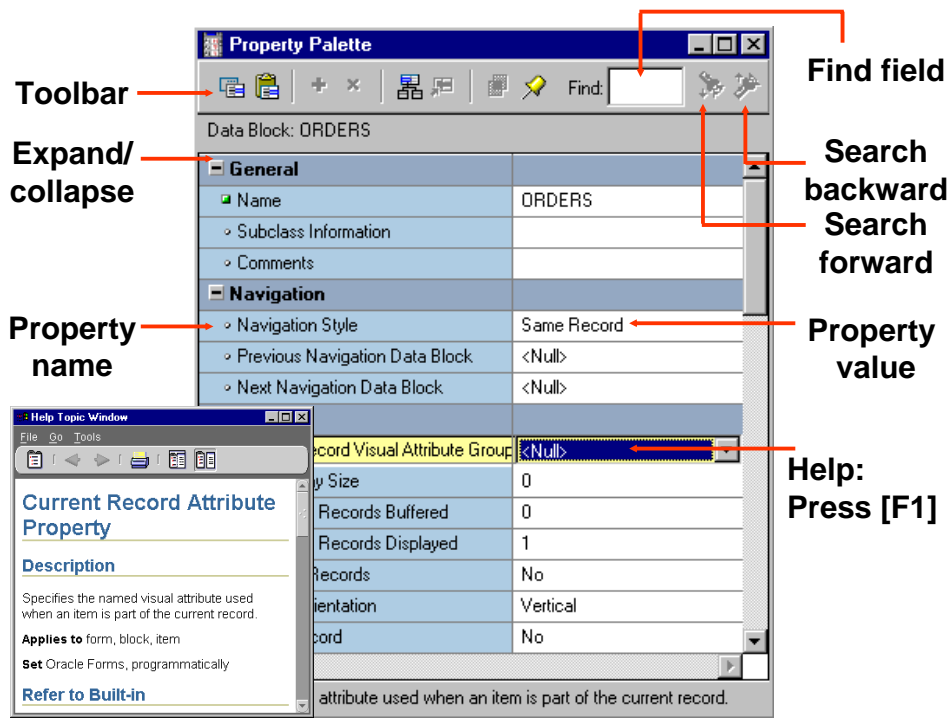 Property Palette
Find:
Data Block: ORDERS
General
Name ORDERS
Subclass Information
Comments
Navigation
Navigation Style Same Record
Previous Navigation Data Block <Null>
Next Navigation Data Block <Null>
ecord Visual Attribute Group <Null>
y Size 0
Records Buffered 0
Records Displayed 1
Records No
ientation Vertical
cord No
attribute used when an item is part of the current record.
Toolbar
Expand/
collapse
Property
name
Find field
Search
backward
Search
forward
Property
value
Help:
Press [F1]
Help Topic Window
File Go Tools
Current Record Attribute
Property
Description
Specifies the named visual attribute used
when an item is part of the current record.
Applies to form, block, item
Set Oracle Forms, programmatically
Refer to Built-in